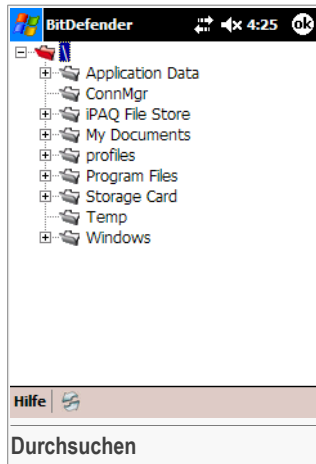 BitDefender 4:25 ok
\
Application Data
ConnMgr
iPAQ File Store
My Documents
profiles
Program Files
Storage Card
Temp
Windows
Hilfe
Durchsuchen